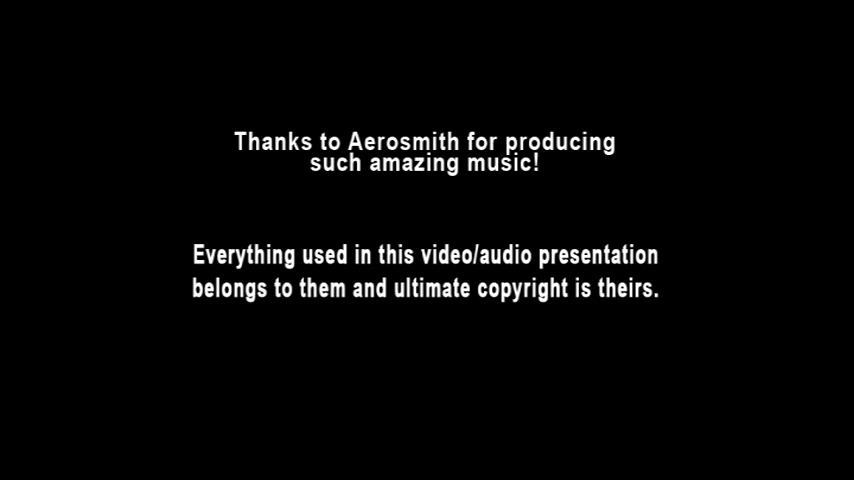 Thanks to Aerosmith for producing
such amazing music!
Everything used in this video/audio presentation
belongs to them and ultimate copyright is theirs.